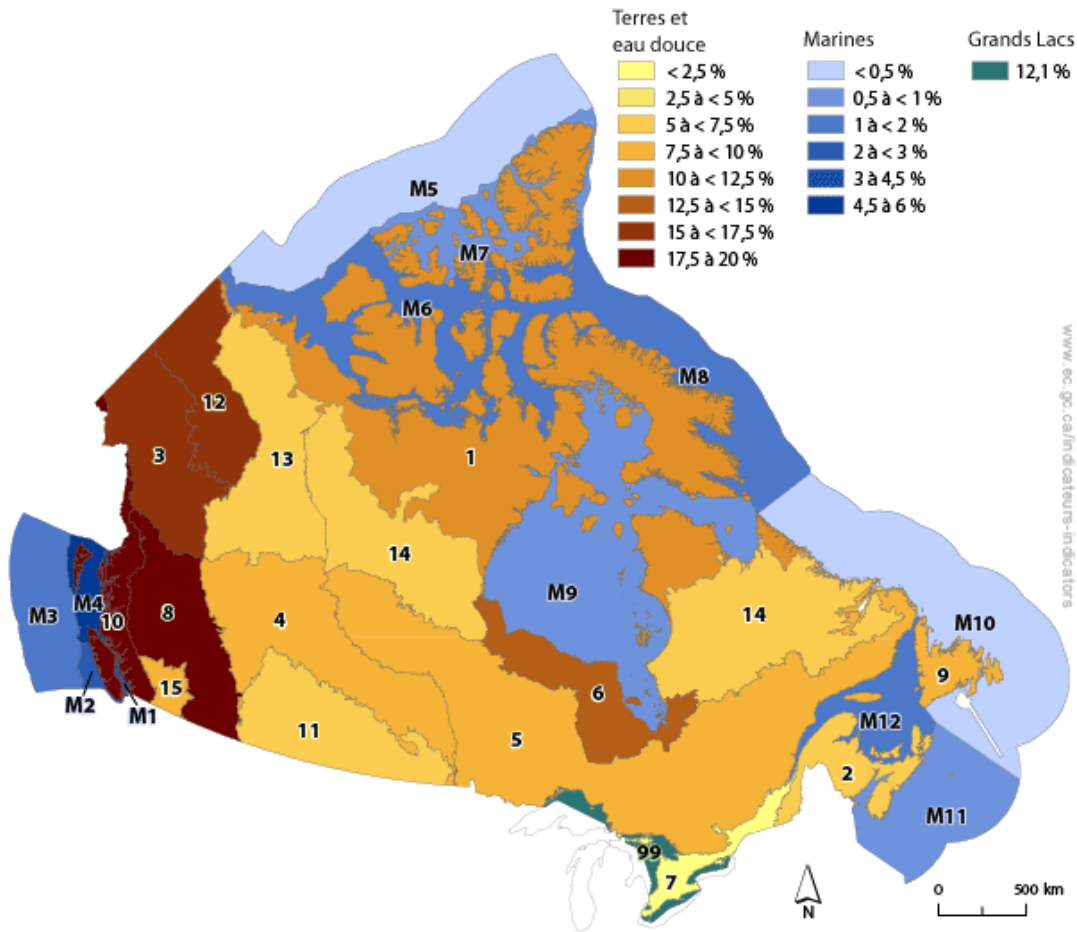 Terres et
eau douce
< 2,5 %
2,5 à < 5 %
5 à < 7,5 %
7,5 à < 10 %
10 à < 12,5 %
12,5 à < 15 %
15 à < 17,5 %
17,5 à 20 %
Marines
< 0,5 %
0,5 à < 1 %
1 à < 2 %
2 à < 3 %
3 à 4,5 %
4,5 à 6 %
Grands Lacs
12,1 %
M5
M7
M6
M8
12
3
13
1
14
M9
M3
M4
10
8
4
14
M10
15
M2
M1
6
9
11
5
M12
2
M11
99
7
N
0 500 km
www.ec.gc.ca/indicateurs-indicators